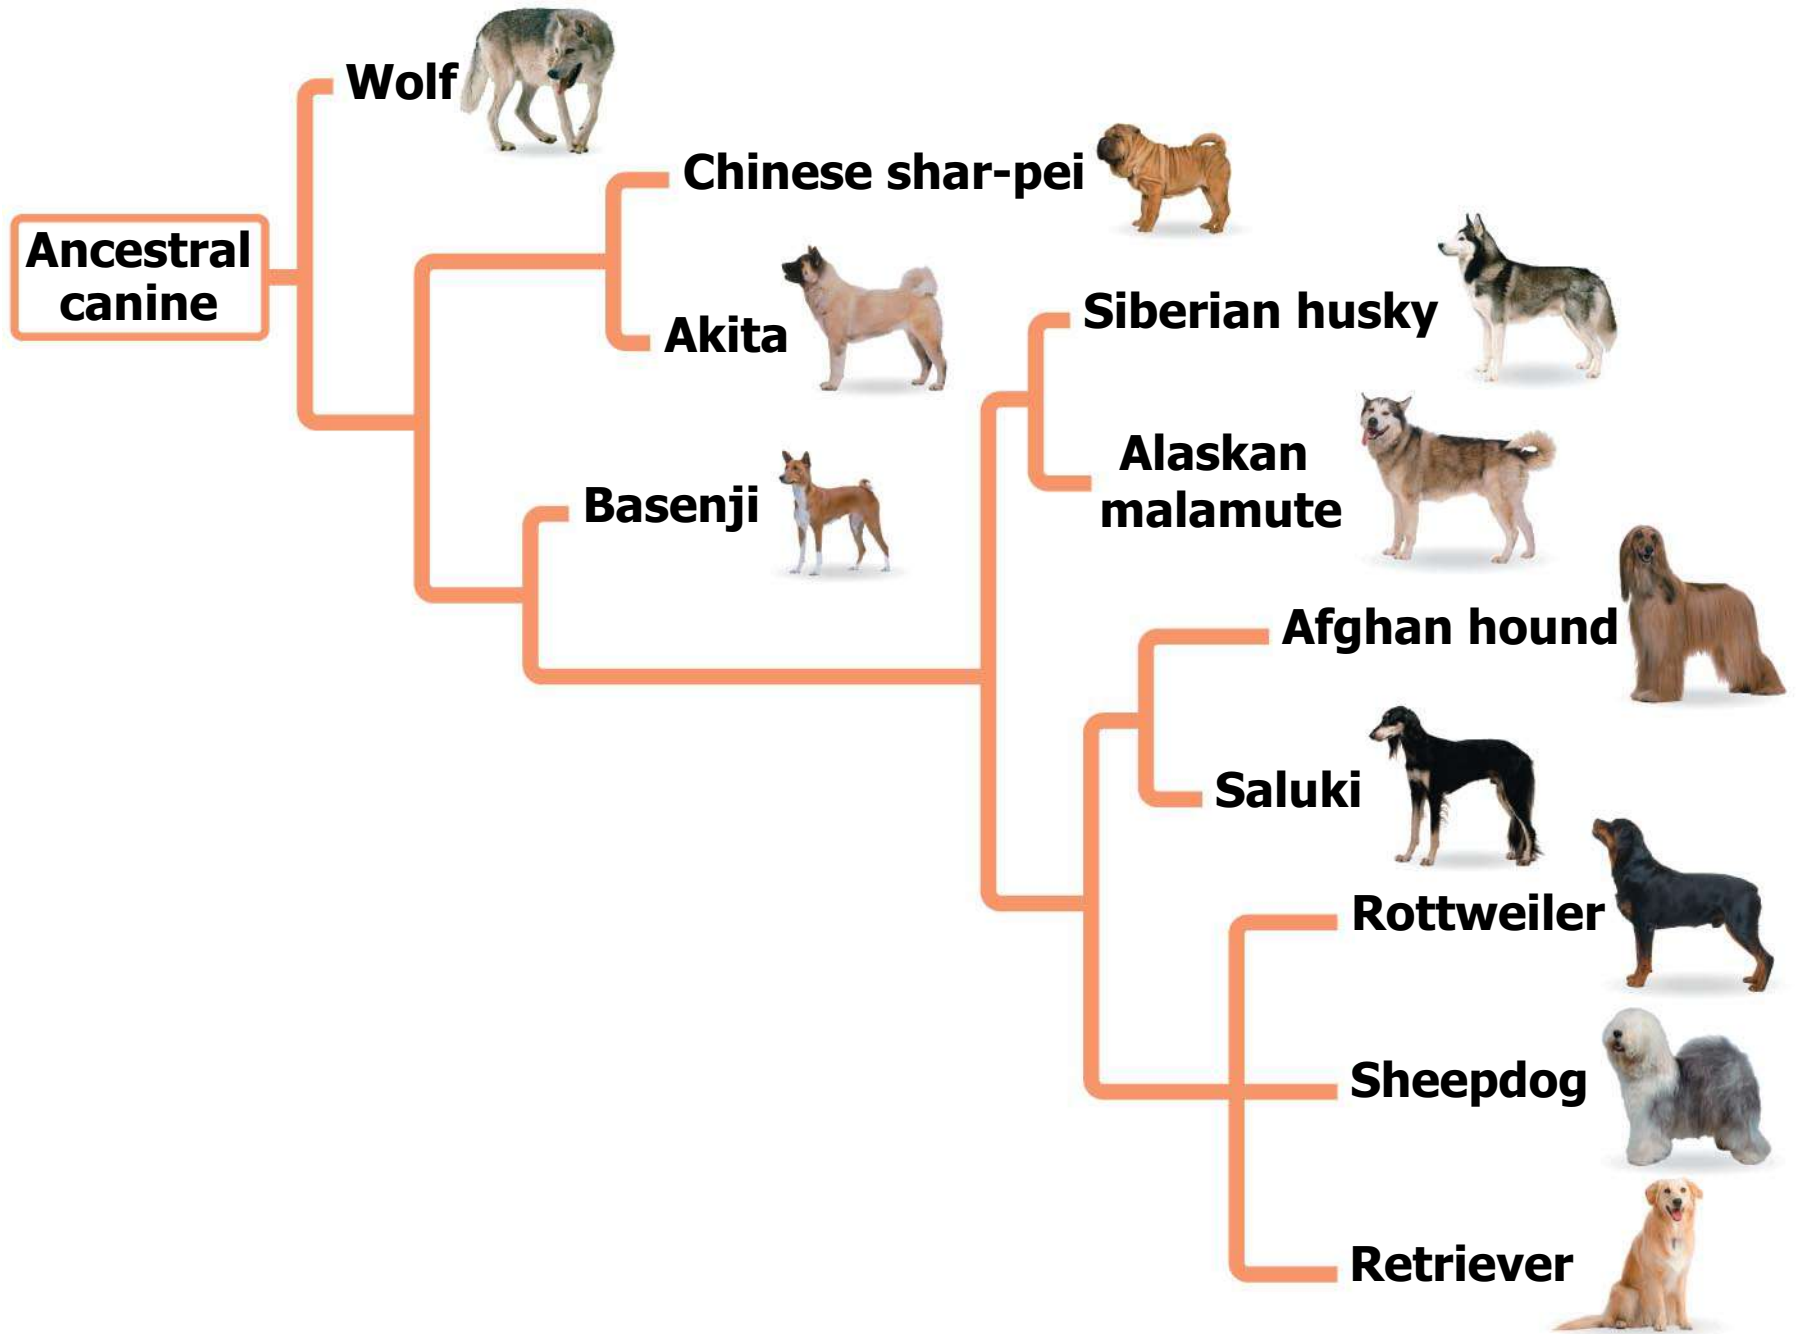 Wolf
Chinese shar-pei
Ancestral
canine
Akita
Siberian husky
Alaskan
malamute
Basenji
Afghan hound
Saluki
Rottweiler
Sheepdog
Retriever